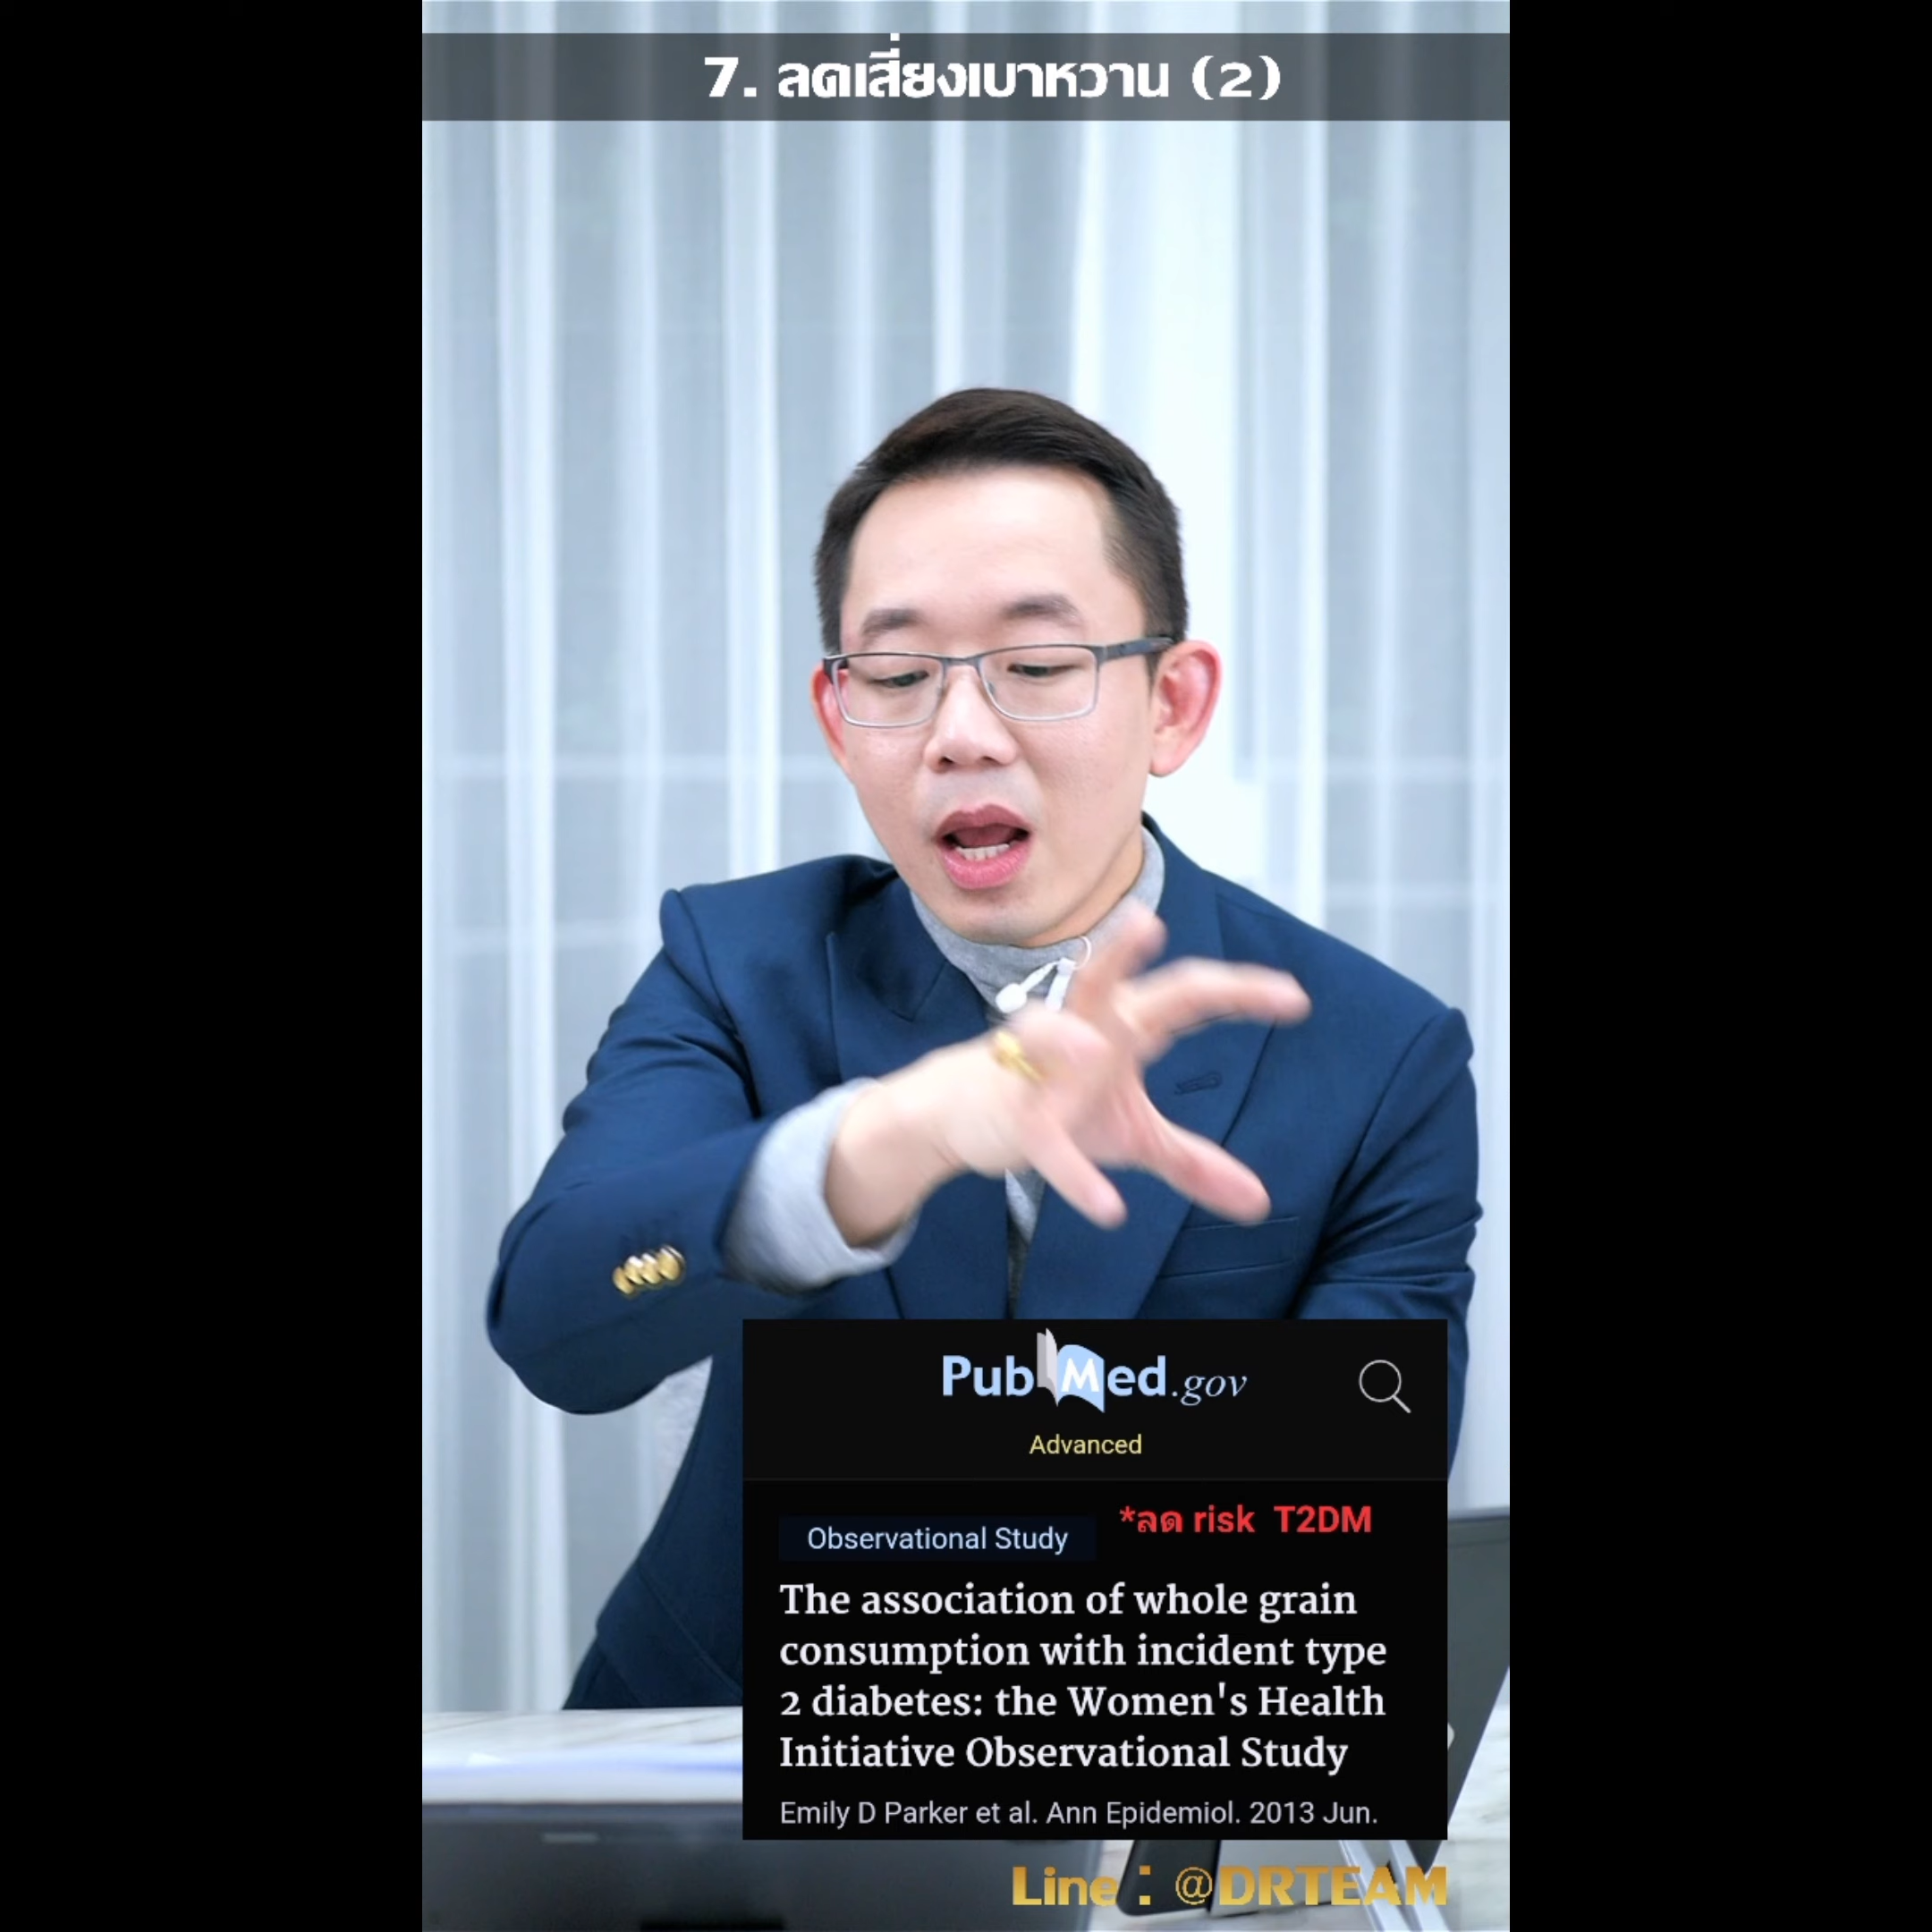 7. ลดเสี่ยงเบาหวาน (2)
PubMed.gov
Advanced
*ลด risk T2DM
Observational Study
The association of whole grain
consumption with incident type
2 diabetes: the Women's Health
Initiative Observational Study
Emily D Parker et al. Ann Epidemiol. 2013 Jun.
Line : @DRTEAM